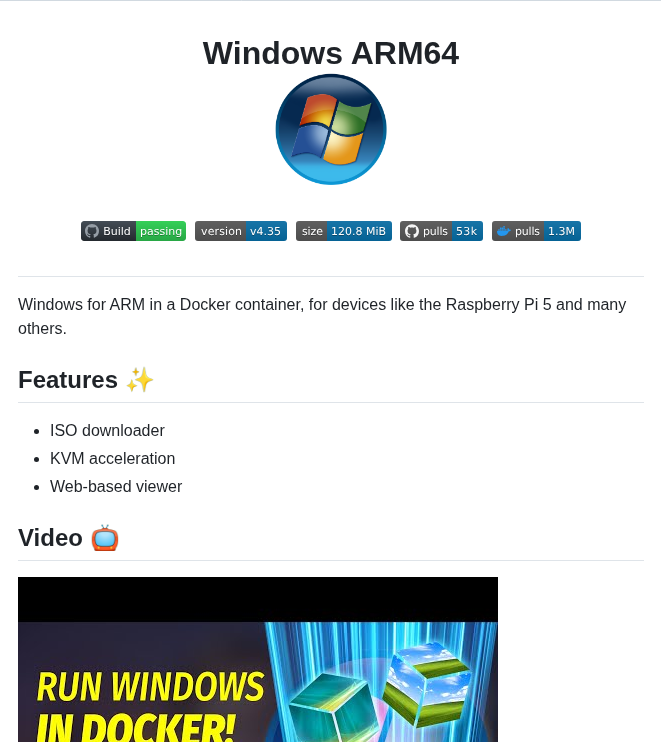 Windows ARM64
Build passing version v4.35 size 120.8 MiB pulls 53k pulls 1.3M
Windows for ARM in a Docker container, for devices like the Raspberry Pi 5 and many
others.
Features ✨
ISO downloader
KVM acceleration
Web-based viewer
Video 📺
RUN WINDOWS
IN DOCKER!